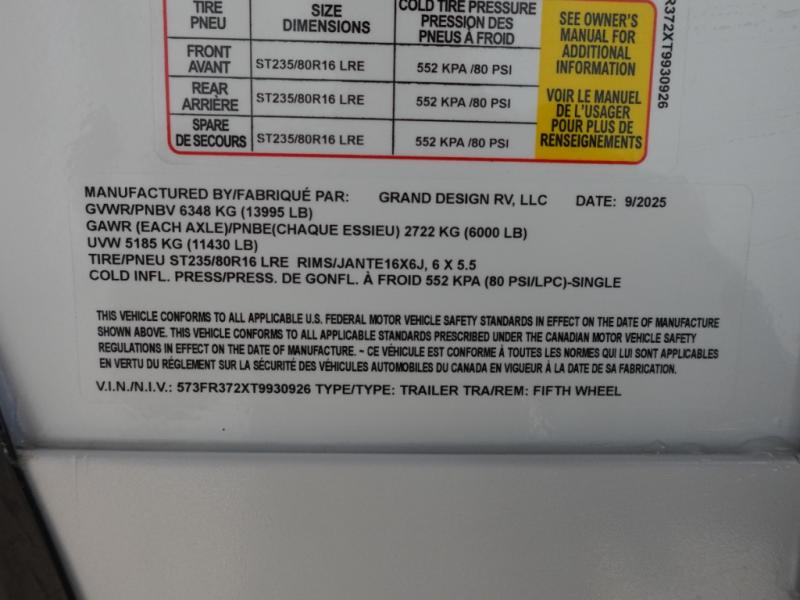 TIRE SIZE COLD TIRE PRESSURE
PNEU DIMENSIONS PRESSION DES
PNEUS À FROID
FRONT
AVANT ST235/80R16 LRE 552 KPA /80 PSI
REAR
ARRIÈRE ST235/80R16 LRE 552 KPA /80 PSI
SPARE
DE SECOURS ST235/80R16 LRE 552 KPA /80 PSI
SEE OWNER'S
MANUAL FOR
ADDITIONAL
INFORMATION
VOIR LE MANUEL
DE L'USAGER
POUR PLUS DE
RENSEIGNEMENTS
R372XT9930926
MANUFACTURED BY/FABRIQUÉ PAR: GRAND DESIGN RV, LLC DATE: 9/2025
GVWR/PNBV 6348 KG (13995 LB)
GAWR (EACH AXLE)/PNBE(CHAQUE ESSIEU) 2722 KG (6000 LB)
UVW 5185 KG (11430 LB)
TIRE/PNEU ST235/80R16 LRE RIMS/JANTE16X6J, 6 X 5.5
COLD INFL. PRESS/PRESS. DE GONFL. À FROID 552 KPA (80 PSI/LPC)-SINGLE
THIS VEHICLE CONFORMS TO ALL APPLICABLE U.S. FEDERAL MOTOR VEHICLE SAFETY STANDARDS IN EFFECT ON THE DATE OF MANUFACTURE
SHOWN ABOVE. THIS VEHICLE CONFORMS TO ALL APPLICABLE STANDARDS PRESCRIBED UNDER THE CANADIAN MOTOR VEHICLE SAFETY
REGULATIONS IN EFFECT ON THE DATE OF MANUFACTURE. ~ CE VÉHICULE EST CONFORME À TOUTES LES NORMES QUI LUI SONT APPLICABLES
EN VERTU DU RÉGLEMENT SUR LA SÉCURITÉ DES VÉHICULES AUTOMOBILES DU CANADA EN VIGUEUR À LA DATE DE SA FABRICATION.
V.I.N./N.I.V.: 573FR372XT9930926 TYPE/TYPE: TRAILER TRA/REM: FIFTH WHEEL